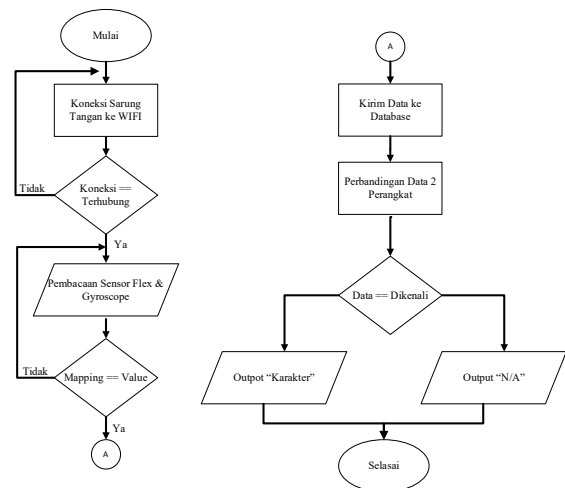 Mulai
Koneksi Sarung
Tangan ke WIFI
Koneksi ==
Terhubung
Tidak
Ya
Pembacaan Sensor Flex &
Gyroscope
Mapping == Value
Tidak
Ya
A
A
Kirim Data ke
Database
Perbandingan Data 2
Perangkat
Data == Dikenali
Outpot “Karakter”
Output “N/A”
Selasai